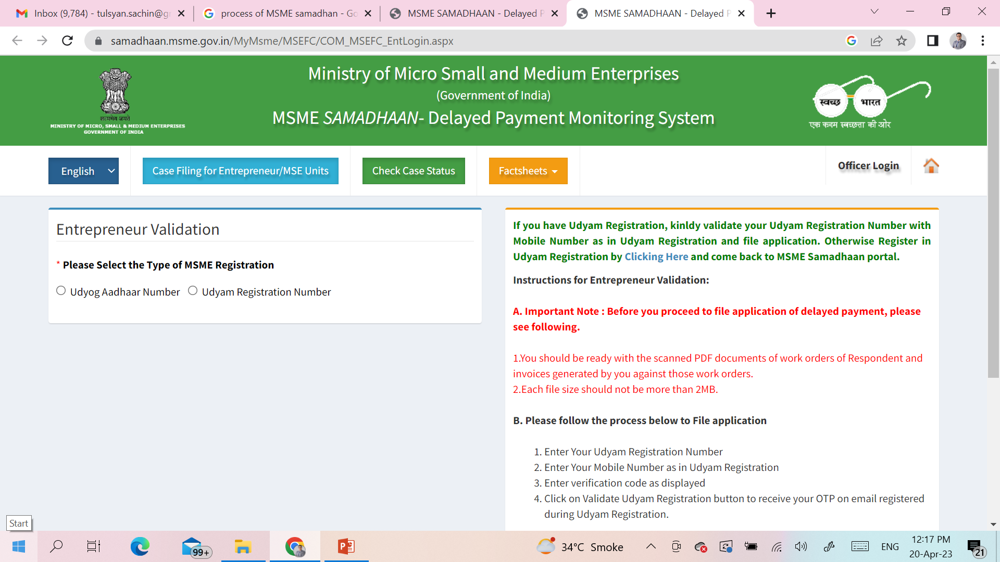 Inbox (9,784) - tulsyan.sachin@gr
process of MSME samadhan - Go
MSME SAMADHAAN - Delayed P
MSME SAMADHAAN - Delayed P
samadhaan.msme.gov.in/MyMsme/MSEFC/COM_MSEFC_EntLogin.aspx
सत्यमेव जयते
MINISTRY OF MICRO, SMALL & MEDIUM ENTERPRISES
GOVERNMENT OF INDIA
Ministry of Micro Small and Medium Enterprises
(Government of India)
MSME SAMADHAAN- Delayed Payment Monitoring System
स्वच्छ भारत
एक कदम स्वच्छता की ओर
English
Case Filing for Entrepreneur/MSE Units
Check Case Status
Factsheets
Officer Login
Entrepreneur Validation
* Please Select the Type of MSME Registration
Udyog Aadhaar Number
Udyam Registration Number
If you have Udyam Registration, kinldy validate your Udyam Registration Number with
Mobile Number as in Udyam Registration and file application. Otherwise Register in
Udyam Registration by Clicking Here and come back to MSME Samadhaan portal.
Instructions for Entrepreneur Validation:
A. Important Note : Before you proceed to file application of delayed payment, please
see following.
1.You should be ready with the scanned PDF documents of work orders of Respondent and
invoices generated by you against those work orders.
2.Each file size should not be more than 2MB.
B. Please follow the process below to File application
1. Enter Your Udyam Registration Number
2. Enter Your Mobile Number as in Udyam Registration
3. Enter verification code as displayed
4. Click on Validate Udyam Registration button to receive your OTP on email registered
during Udyam Registration.
Start
99+
34°C Smoke
ENG
12:17 PM
20-Apr-23
21